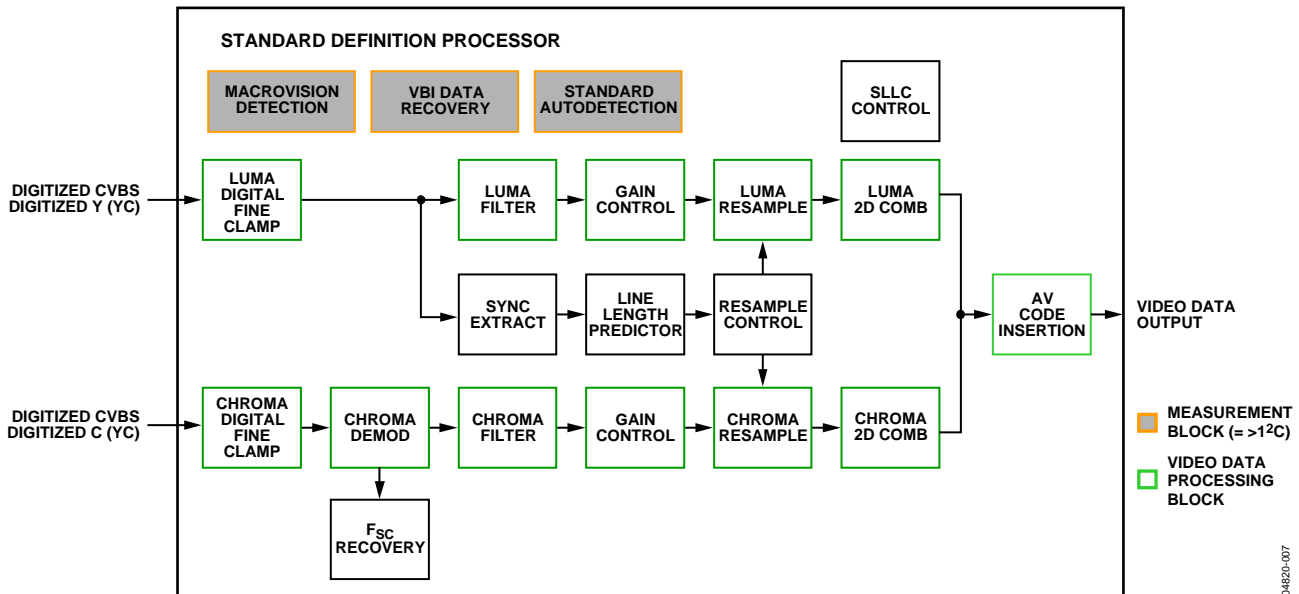 STANDARD DEFINITION PROCESSOR
MACROVISION
DETECTION
VBI DATA
RECOVERY
STANDARD
AUTODETECTION
SLLC
CONTROL
DIGITIZED CVBS
DIGITIZED Y (YC)
LUMA
DIGITAL
FINE
CLAMP
LUMA
FILTER
GAIN
CONTROL
LUMA
RESAMPLE
LUMA
2D COMB
SYNC
EXTRACT
LINE
LENGTH
PREDICTOR
RESAMPLE
CONTROL
AV
CODE
INSERTION
VIDEO DATA
OUTPUT
DIGITIZED CVBS
DIGITIZED C (YC)
CHROMA
DIGITAL
FINE
CLAMP
CHROMA
DEMOD
CHROMA
FILTER
GAIN
CONTROL
CHROMA
RESAMPLE
CHROMA
2D COMB
FSC
RECOVERY
MEASUREMENT
BLOCK (= >1²C)
VIDEO DATA
PROCESSING
BLOCK
04820-007